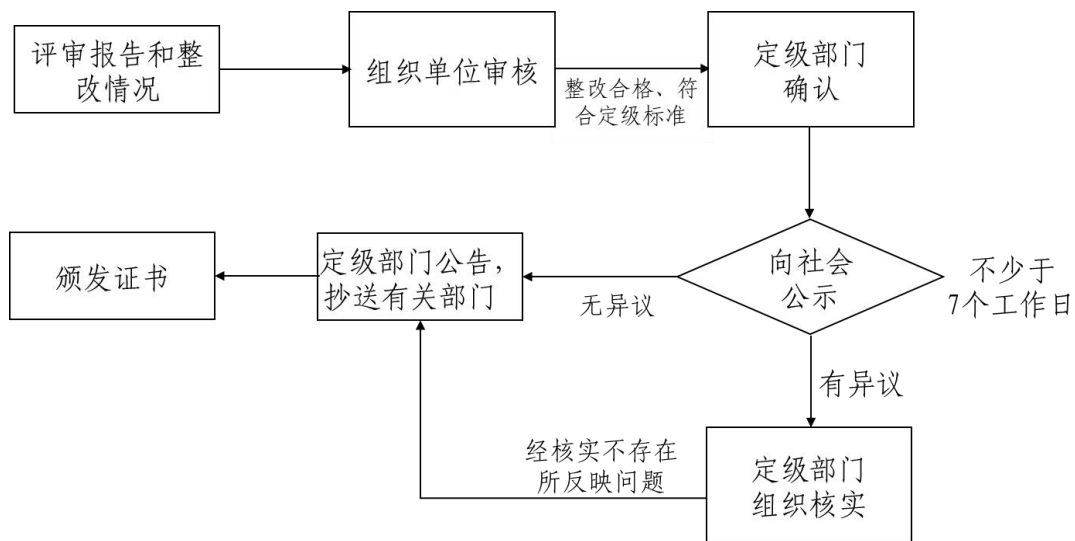 评审报告和整
改情况
组织单位审核
整改合格、符
合定级标准
定级部门
确认
颁发证书
定级部门公告，
抄送有关部门
无异议
向社会
公示
不少于
7个工作日
有异议
经核实不存在
所反映问题
定级部门
组织核实